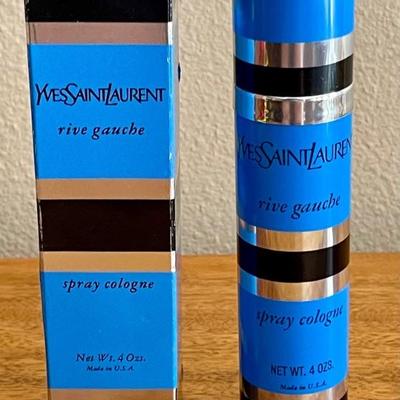 YVESSAINTLAURENT
rive gauche
spray cologne
NET WT. 4 OZS.
Made in U.S.A.
YVESSAINTLAURENT
rive gauche
spray cologne
NET WT. 4 OZS.
Made in U.S.A.